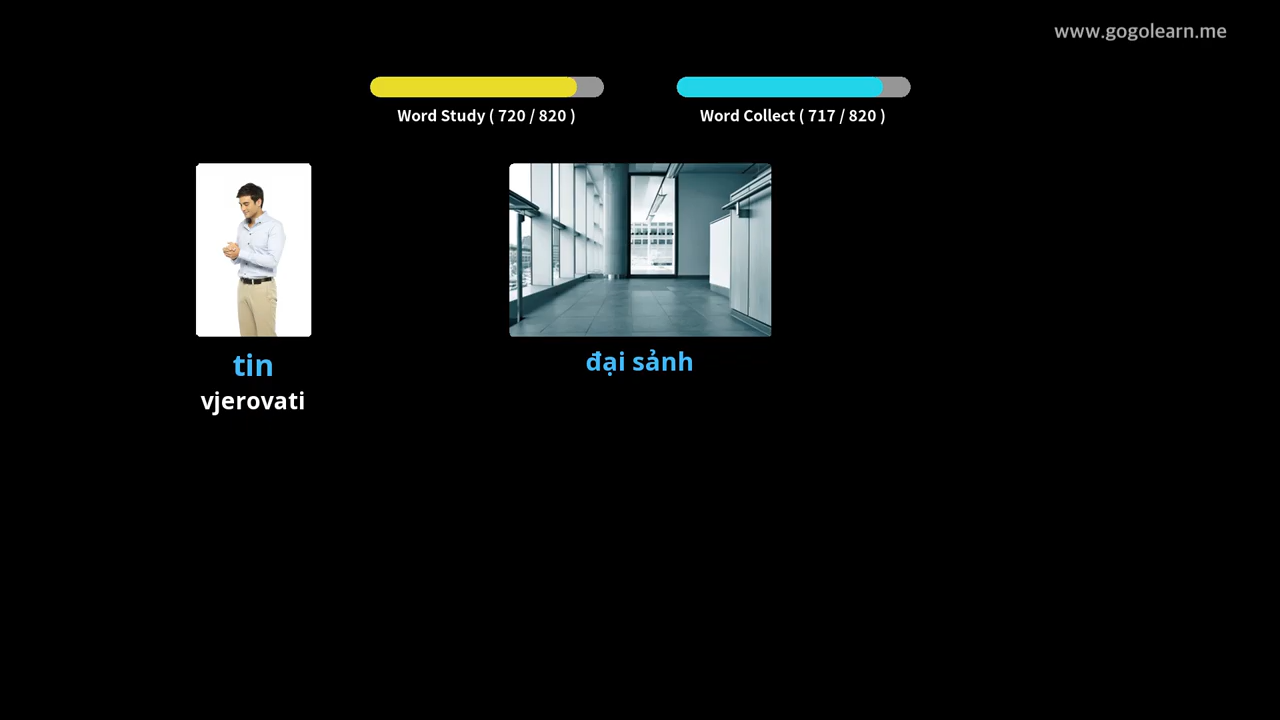 www.gogolearn.me
Word Study ( 720 / 820 )
Word Collect ( 717 / 820 )
tin
vjerovati
đại sảnh